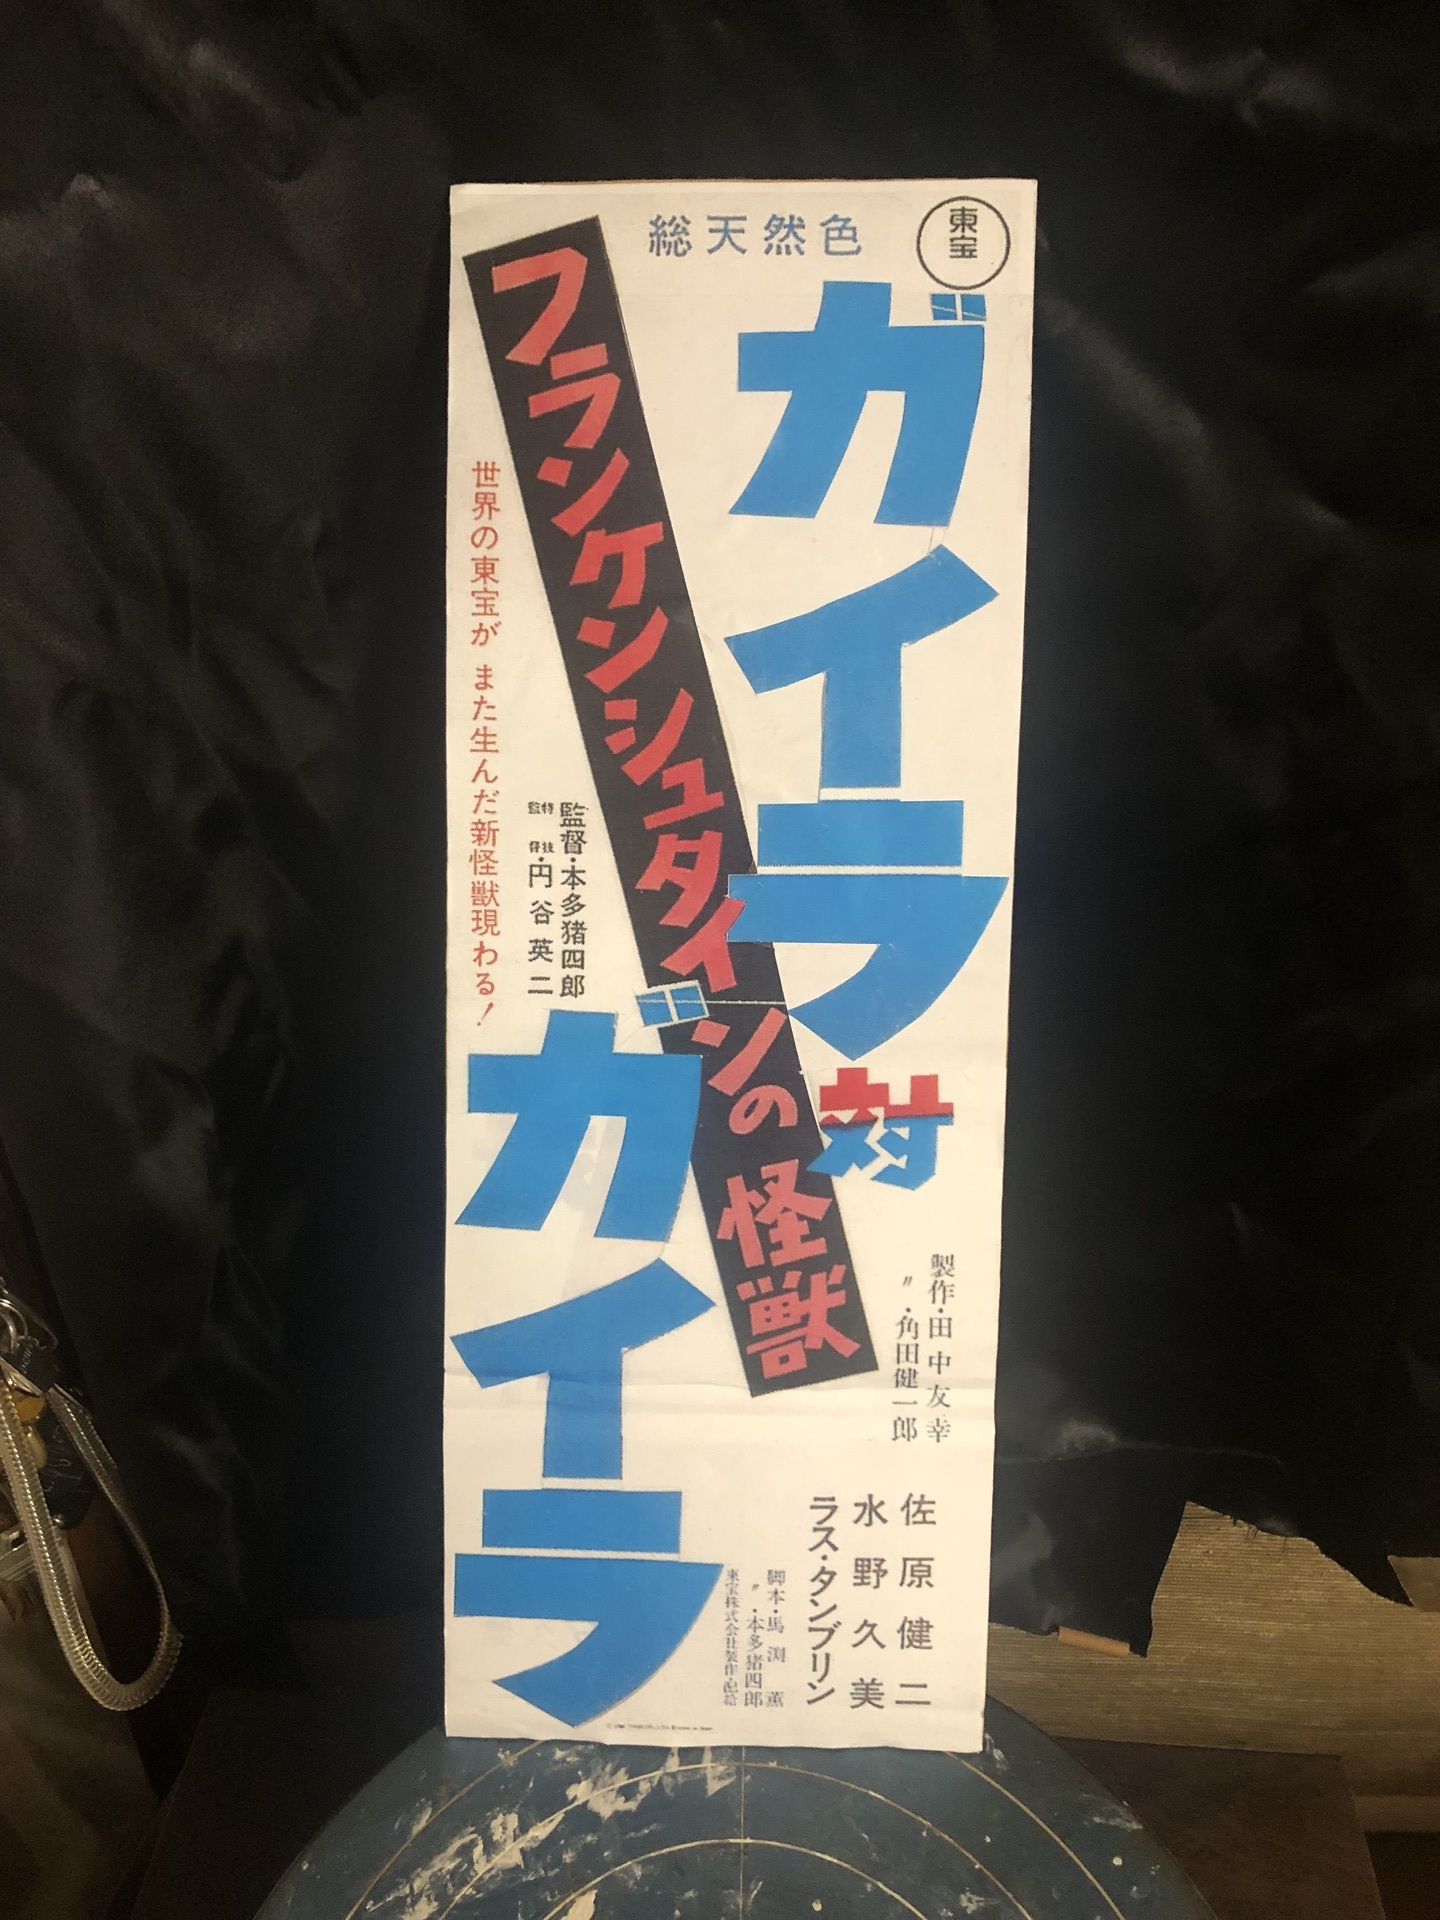 東宝
総天然色
ガイラ
対
フランケンシュタインの怪獣
ガイラ
世界の東宝が また生んだ新怪獣現わる!
監督・本多猪四郎
特技監督・円谷英二
製作・田中友幸
〃・角田健一郎
佐原健二
水野久美
ラス・タンブリン
脚本・馬渕薫
〃・本多猪四郎
東宝株式会社製作・配給